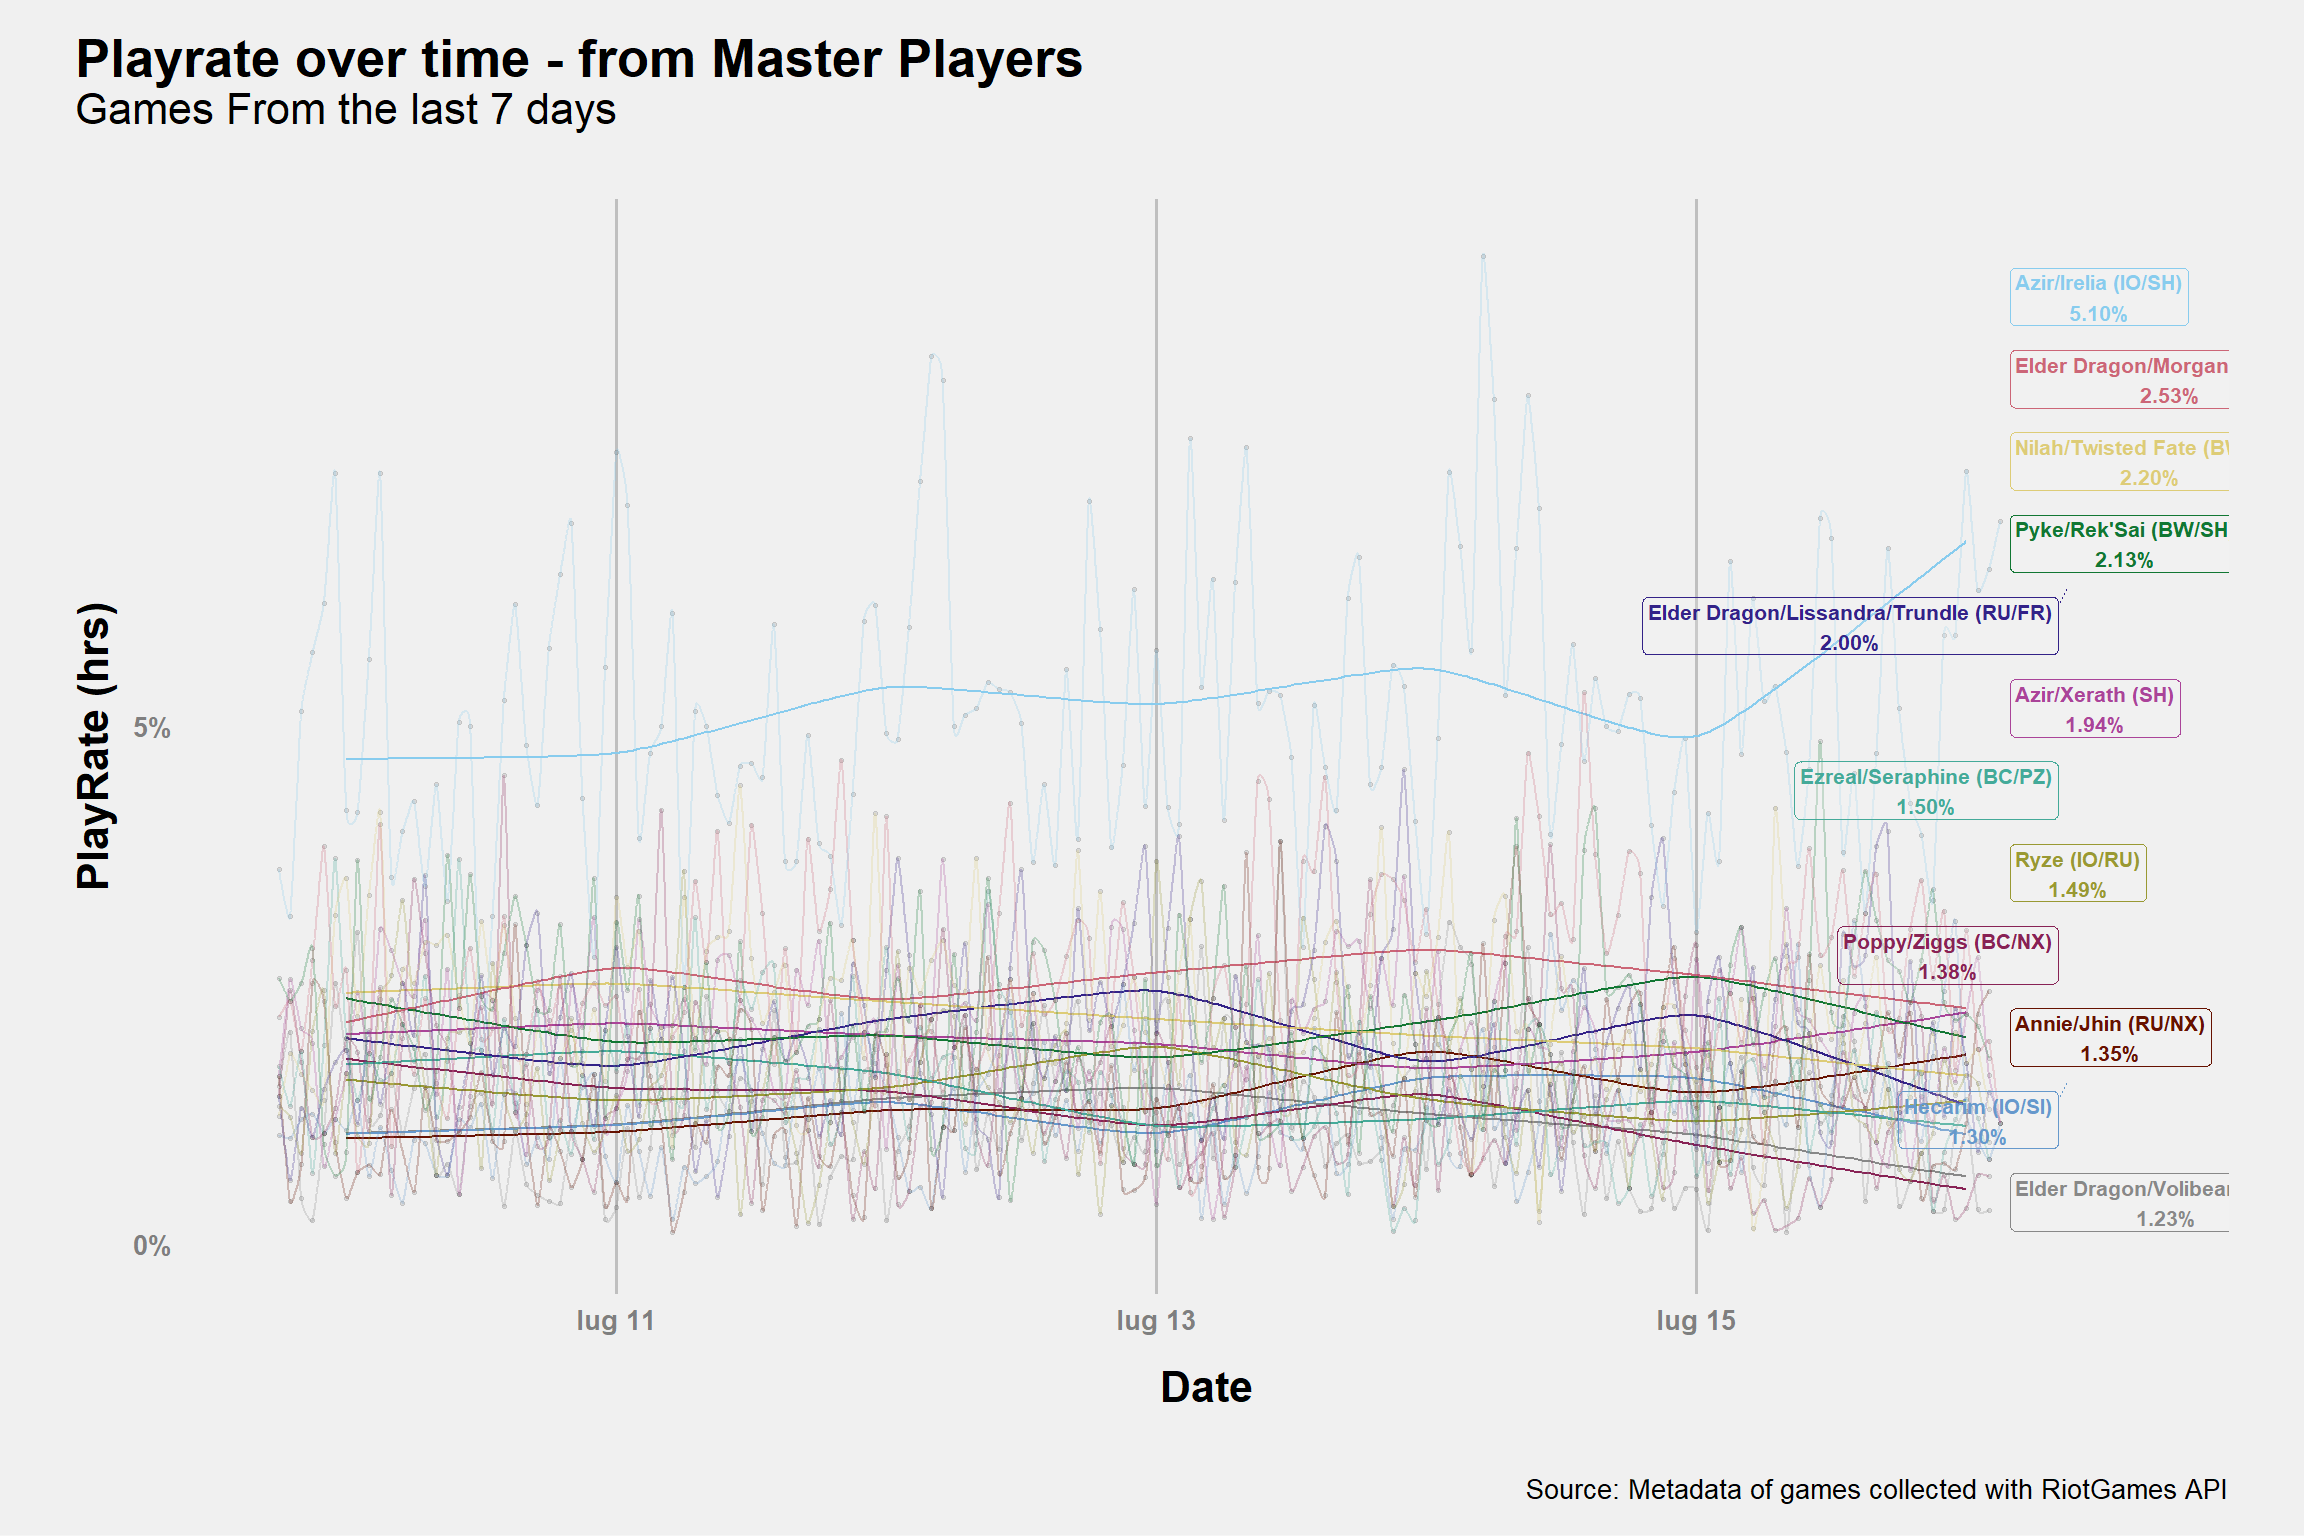 Playrate over time - from Master Players
Games From the last 7 days
PlayRate (hrs)
5%
0%
Azir/Irelia (IO/SH)
5.10%
Elder Dragon/Morgan
2.53%
Nilah/Twisted Fate
2.20%
Pyke/Rek'Sai (BW/SH
2.13%
Elder Dragon/Lissandra/Trundle (RU/FR)
2.00%
Azir/Xerath (SH)
1.94%
Ezreal/Seraphine (BC/PZ)
1.50%
Ryze (IO/RU)
1.49%
Poppy/Ziggs (BC/NX)
1.38%
Annie/Jhin (RU/NX)
1.35%
Hecarim (IO/SI)
1.30%
Elder Dragon/Volibear
1.23%
lug 11
lug 13
lug 15
Date
Source: Metadata of games collected with RiotGames API